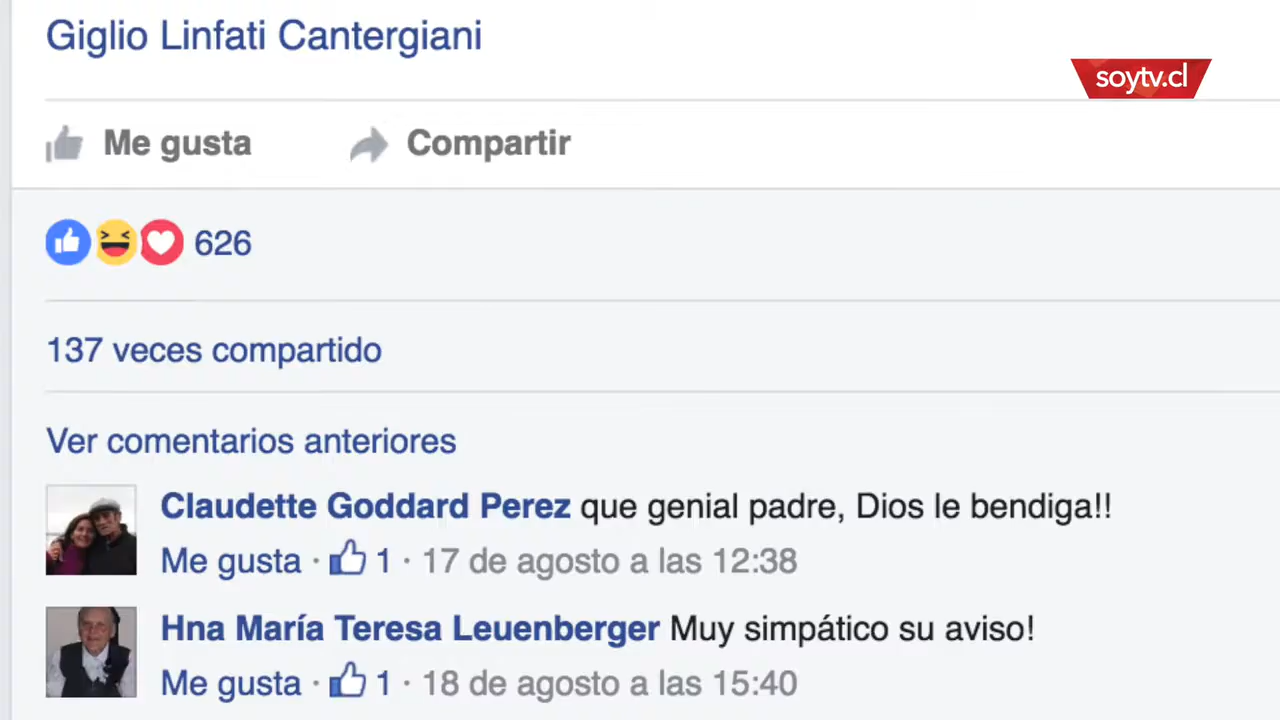 Giglio Linfati Cantergiani
soytv.cl
Me gusta Compartir
626
137 veces compartido
Ver comentarios anteriores
Claudette Goddard Perez que genial padre, Dios le bendiga!!
Me gusta · 1 · 17 de agosto a las 12:38
Hna María Teresa Leuenberger Muy simpático su aviso!
Me gusta · 1 · 18 de agosto a las 15:40